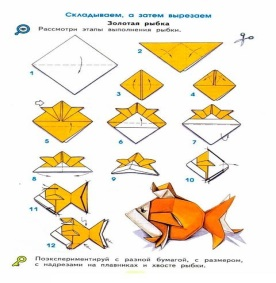 Складываем, а затем вырезаем
Золотая рыбка
Рассмотри этапы выполнения рыбки.
1
2
3
4
5
6
7
8
9
10
11
12
Поэкспериментируй с разной бумагой, с размером,
с надрезами на плавниках и хвосте рыбки.